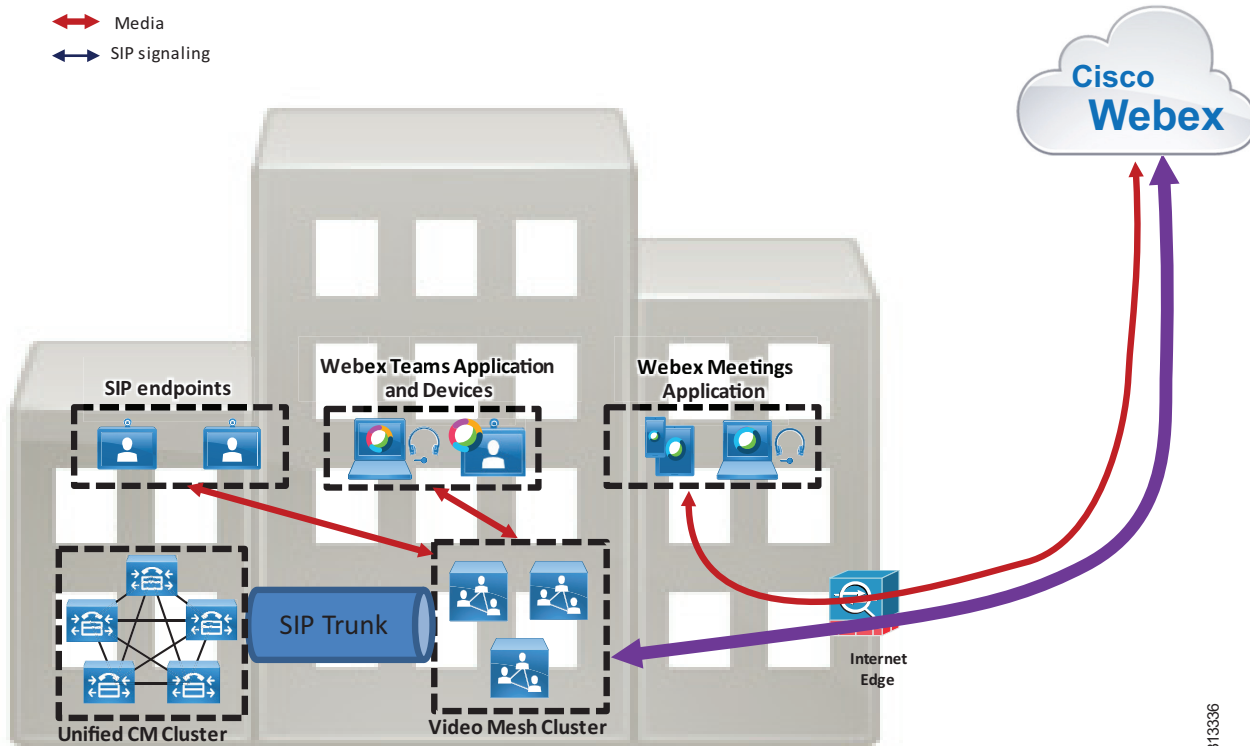 Media
SIP signaling
Cisco
Webex
SIP endpoints
Webex Teams Application
and Devices
Webex Meetings
Application
SIP Trunk
Internet
Edge
Unified CM Cluster
Video Mesh Cluster
313336